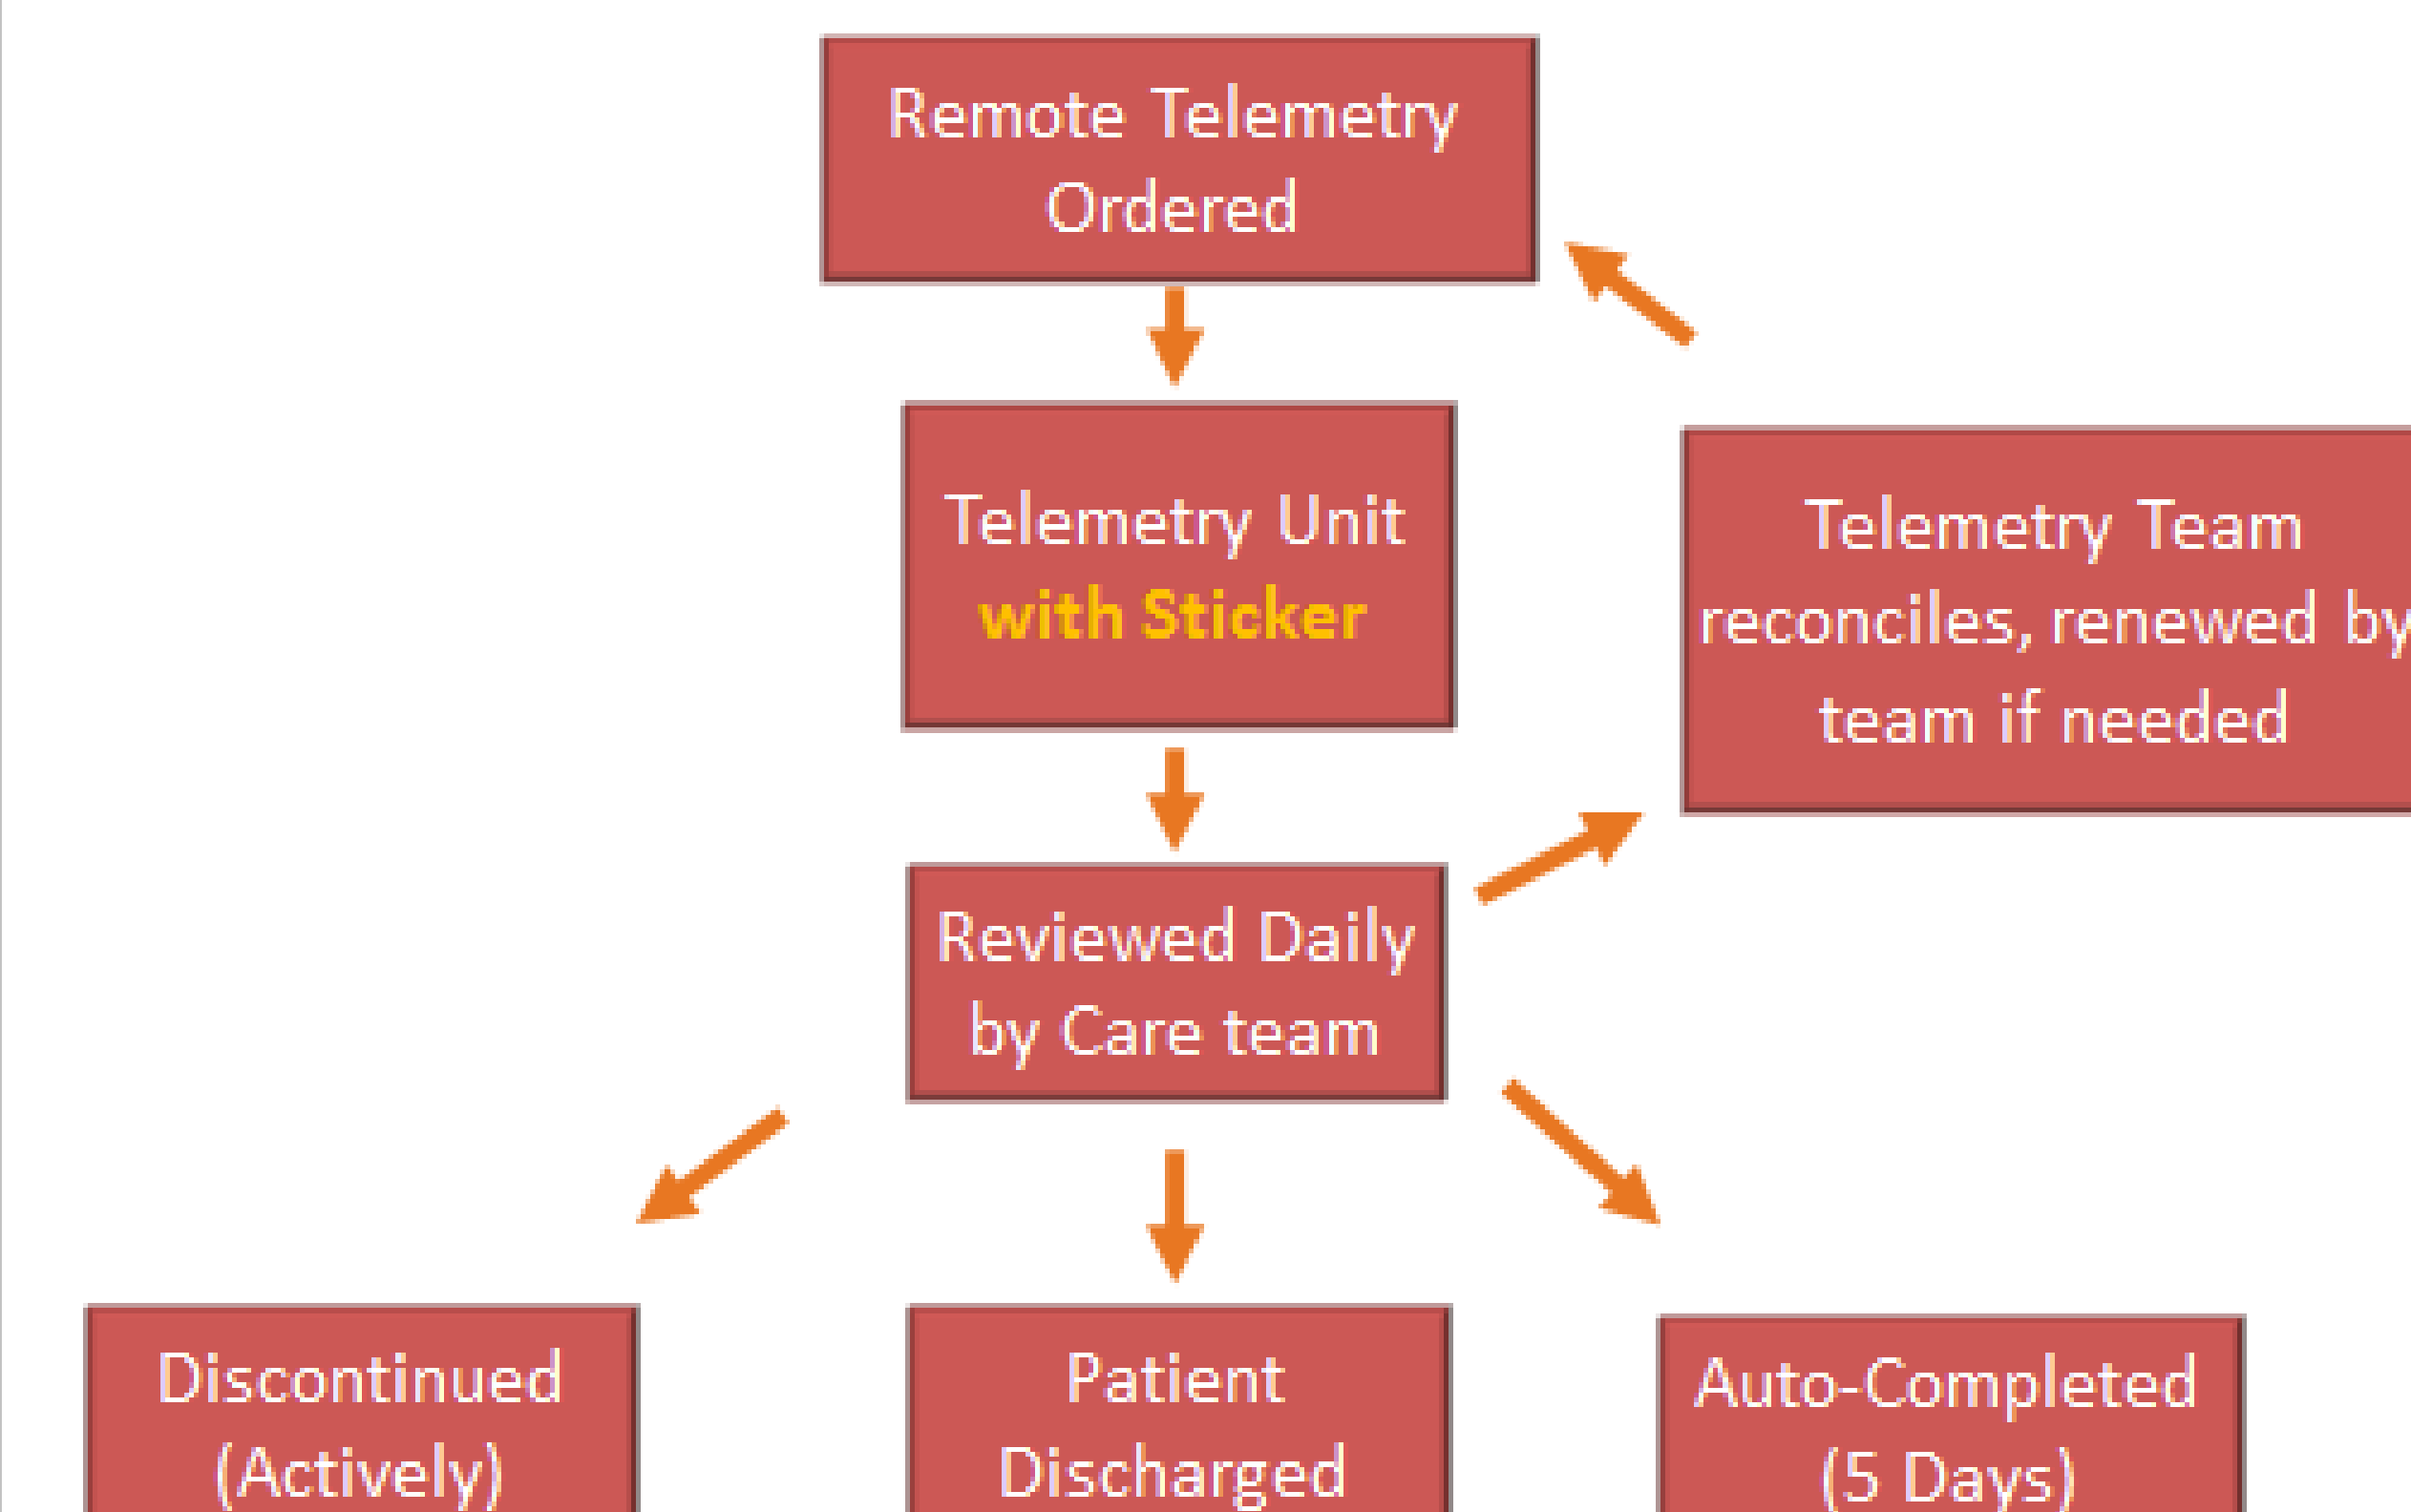 Remote Telemetry
Ordered
Telemetry Unit
with Sticker
Telemetry Team
reconciles, renewed by
team if needed
Reviewed Daily
by Care team
Discontinued
(Actively)
Patient
Discharged
Auto-Completed
(5 Days)